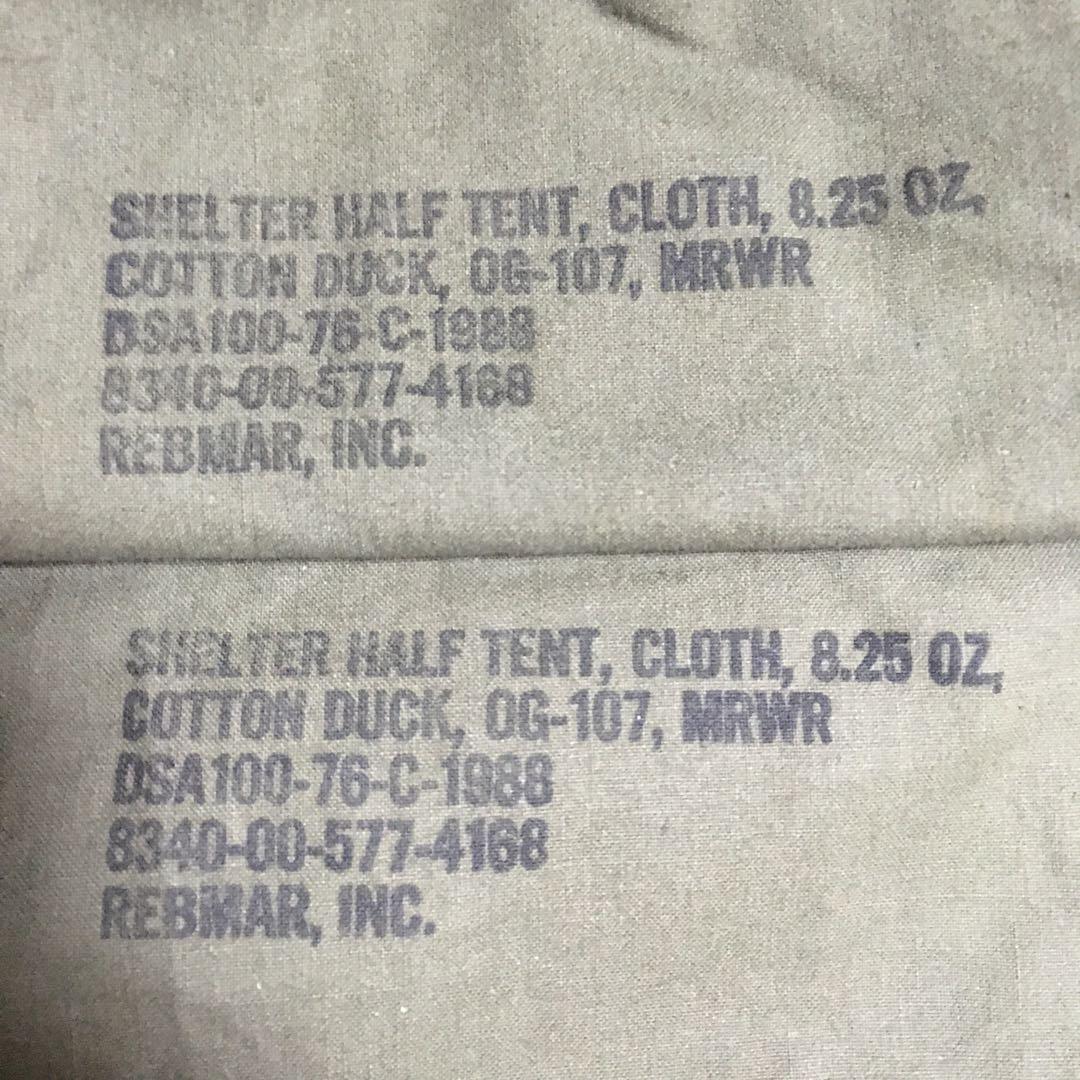 SHELTER HALF TENT, CLOTH, 8.25 OZ,
COTTON DUCK, OG-107, MRWR
DSA100-76-C-1988
8340-00-577-4168
REBMAR, INC.
SHELTER HALF TENT, CLOTH, 8.25 OZ,
COTTON DUCK, OG-107, MRWR
DSA100-76-C-1988
8340-00-577-4168
REBMAR, INC.